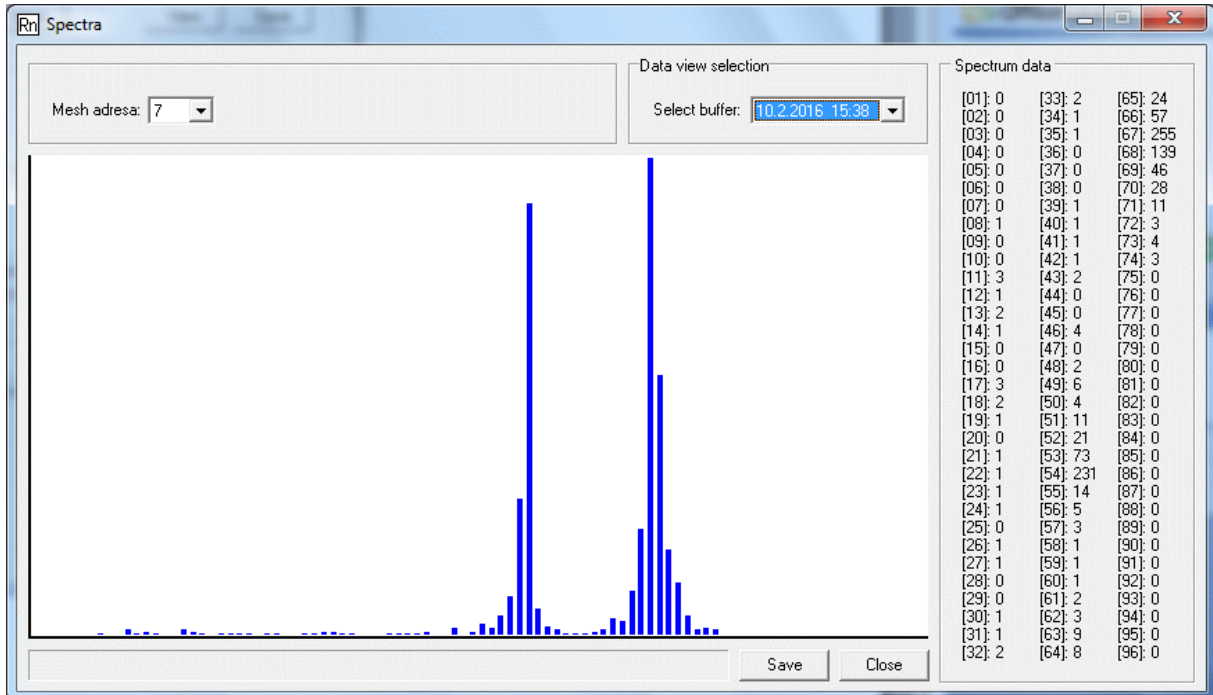 Rn Spectra
Mesh adresa: 7
Data view selection
Select buffer: 10.2.2016 15:38
Spectrum data
[01]: 0 [33]: 2 [65]: 24
[02]: 0 [34]: 1 [66]: 57
[03]: 0 [35]: 1 [67]: 255
[04]: 0 [36]: 0 [68]: 139
[05]: 0 [37]: 0 [69]: 46
[06]: 0 [38]: 0 [70]: 28
[07]: 0 [39]: 1 [71]: 11
[08]: 1 [40]: 1 [72]: 3
[09]: 0 [41]: 1 [73]: 4
[10]: 0 [42]: 1 [74]: 3
[11]: 3 [43]: 2 [75]: 0
[12]: 1 [44]: 0 [76]: 0
[13]: 2 [45]: 0 [77]: 0
[14]: 1 [46]: 4 [78]: 0
[15]: 0 [47]: 0 [79]: 0
[16]: 0 [48]: 2 [80]: 0
[17]: 3 [49]: 6 [81]: 0
[18]: 2 [50]: 4 [82]: 0
[19]: 1 [51]: 11 [83]: 0
[20]: 0 [52]: 21 [84]: 0
[21]: 1 [53]: 73 [85]: 0
[22]: 1 [54]: 231 [86]: 0
[23]: 1 [55]: 14 [87]: 0
[24]: 1 [56]: 5 [88]: 0
[25]: 0 [57]: 3 [89]: 0
[26]: 1 [58]: 1 [90]: 0
[27]: 1 [59]: 1 [91]: 0
[28]: 0 [60]: 1 [92]: 0
[29]: 0 [61]: 2 [93]: 0
[30]: 1 [62]: 3 [94]: 0
[31]: 1 [63]: 9 [95]: 0
[32]: 2 [64]: 8 [96]: 0
Save
Close